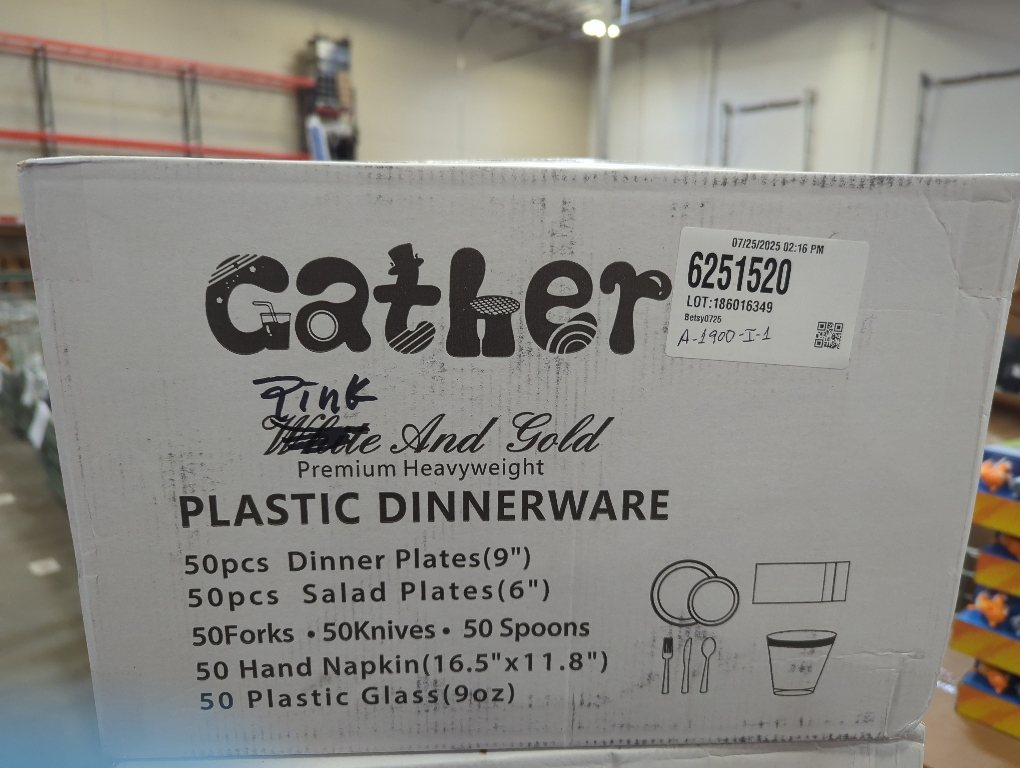 Gather
07/25/2025 02:16 PM
6251520
LOT:186016349
Betsy0725
A-1900-I-1
Pink
White And Gold
Premium Heavyweight
PLASTIC DINNERWARE
50pcs Dinner Plates(9")
50pcs Salad Plates(6")
50Forks • 50Knives • 50 Spoons
50 Hand Napkin(16.5"x11.8")
50 Plastic Glass(9oz)